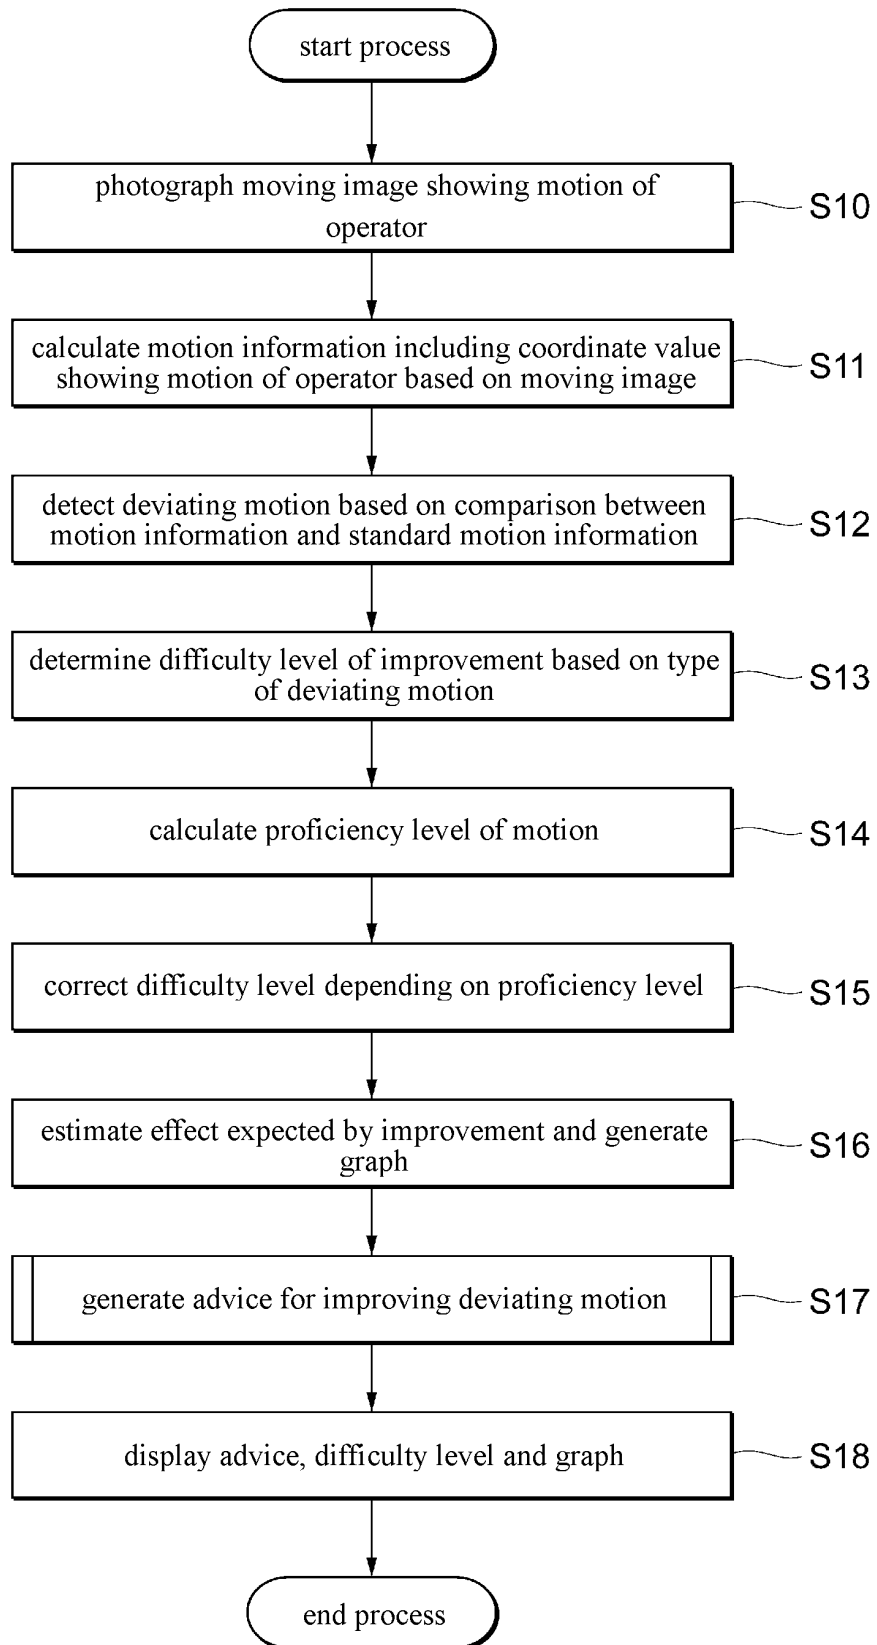 start process
photograph moving image showing motion of
operator
S10
calculate motion information including coordinate value
showing motion of operator based on moving image
S11
detect deviating motion based on comparison between
motion information and standard motion information
S12
determine difficulty level of improvement based on type
of deviating motion
S13
calculate proficiency level of motion
S14
correct difficulty level depending on proficiency level
S15
estimate effect expected by improvement and generate
graph
S16
generate advice for improving deviating motion
S17
display advice, difficulty level and graph
S18
end process